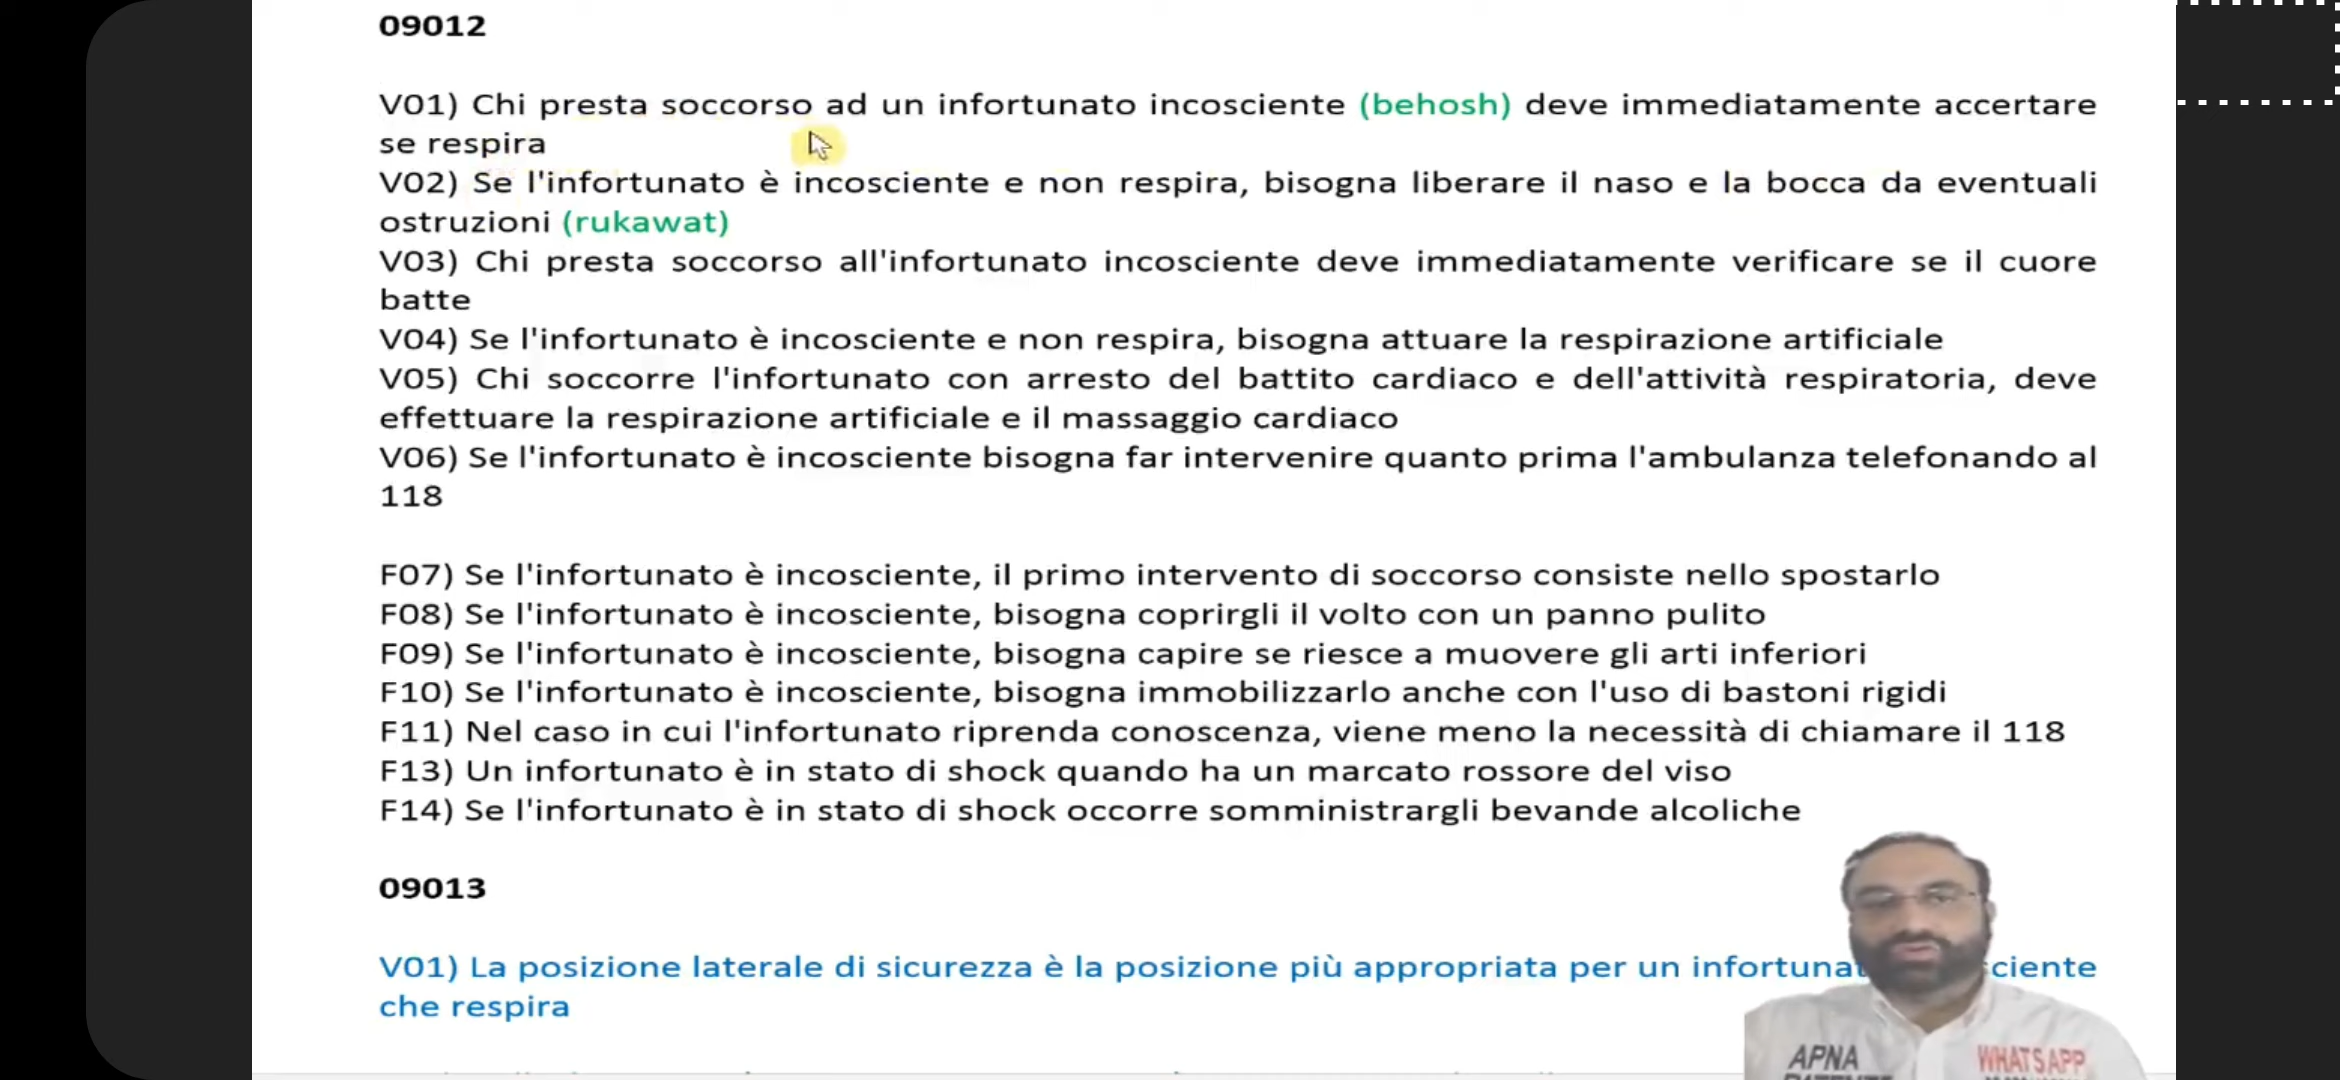 09012
V01) Chi presta soccorso ad un infortunato incosciente (behosh) deve immediatamente accertare
se respira
V02) Se l'infortunato è incosciente e non respira, bisogna liberare il naso e la bocca da eventuali
ostruzioni (rukawat)
V03) Chi presta soccorso all'infortunato incosciente deve immediatamente verificare se il cuore
batte
V04) Se l'infortunato è incosciente e non respira, bisogna attuare la respirazione artificiale
V05) Chi soccorre l'infortunato con arresto del battito cardiaco e dell'attività respiratoria, deve
effettuare la respirazione artificiale e il massaggio cardiaco
V06) Se l'infortunato è incosciente bisogna far intervenire quanto prima l'ambulanza telefonando al
118
F07) Se l'infortunato è incosciente, il primo intervento di soccorso consiste nello spostarlo
F08) Se l'infortunato è incosciente, bisogna coprirgli il volto con un panno pulito
F09) Se l'infortunato è incosciente, bisogna capire se riesce a muovere gli arti inferiori
F10) Se l'infortunato è incosciente, bisogna immobilizzarlo anche con l'uso di bastoni rigidi
F11) Nel caso in cui l'infortunato riprenda conoscenza, viene meno la necessità di chiamare il 118
F13) Un infortunato è in stato di shock quando ha un marcato rossore del viso
F14) Se l'infortunato è in stato di shock occorre somministrargli bevande alcoliche
09013
V01) La posizione laterale di sicurezza è la posizione più appropriata per un infortunat ciente
che respira
APNA WHATSAPP